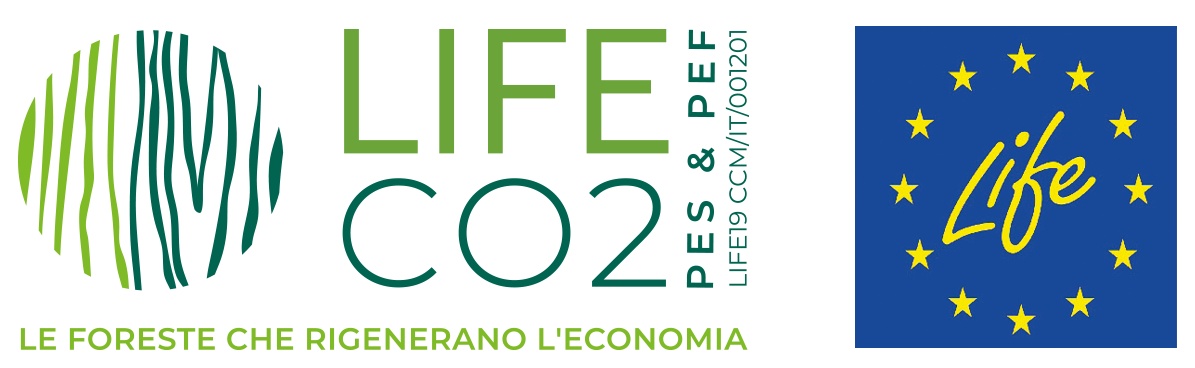 LIFE
CO2
PES & PEF
LIFE19 CCM/IT/001201
LE FORESTE CHE RIGENERANO L'ECONOMIA
Life